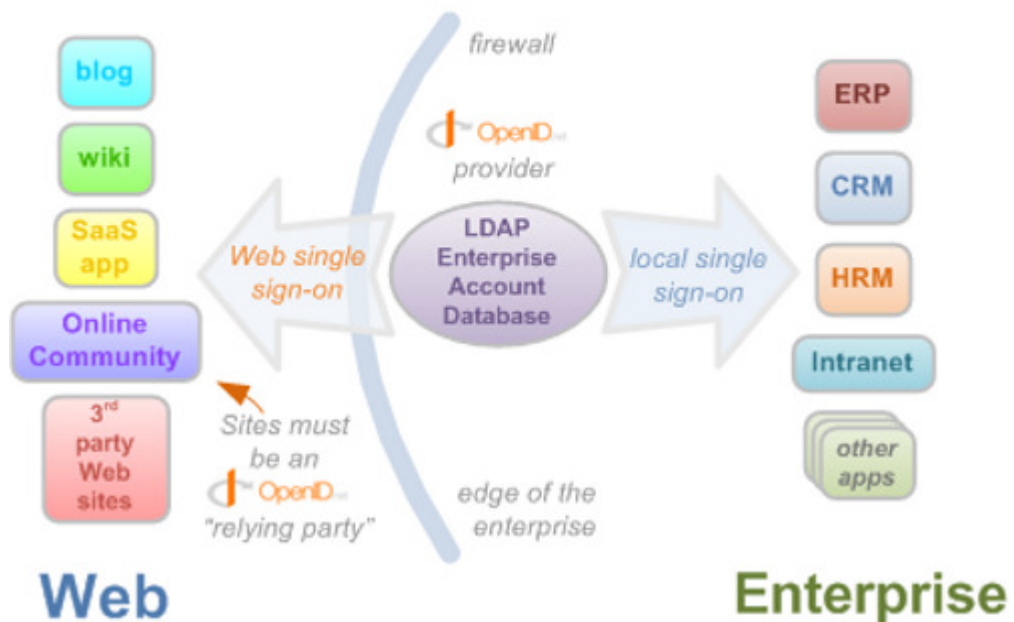 blog
wiki
SaaS
app
Online
Community
3rd
party
Web
sites
Web
firewall
OpenID
provider
Web single
sign-on
LDAP
Enterprise
Account
Database
local single
sign-on
Sites must
be an
OpenID
"relying party"
edge of the
enterprise
ERP
CRM
HRM
Intranet
other
apps
Enterprise